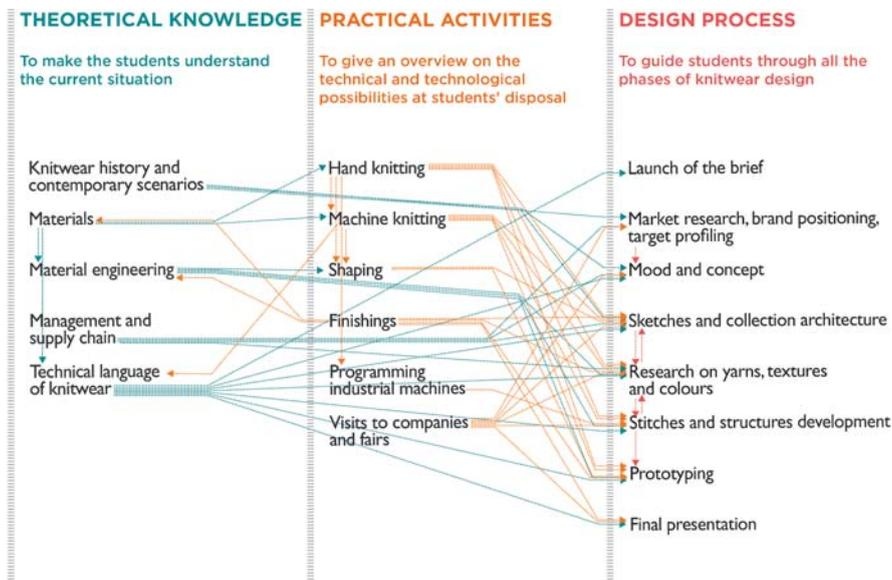 THEORETICAL KNOWLEDGE
To make the students understand
the current situation
Knitwear history and
contemporary scenarios
Materials
Material engineering
Management and
supply chain
Technical language
of knitwear
PRACTICAL ACTIVITIES
To give an overview on the
technical and technological
possibilities at students' disposal
Hand knitting
Machine knitting
Shaping
Finishings
Programming
industrial machines
Visits to companies
and fairs
DESIGN PROCESS
To guide students through all the
phases of knitwear design
Launch of the brief
Market research, brand positioning,
target profiling
Mood and concept
Sketches and collection architecture
Research on yarns, textures
and colours
Stitches and structures development
Prototyping
Final presentation